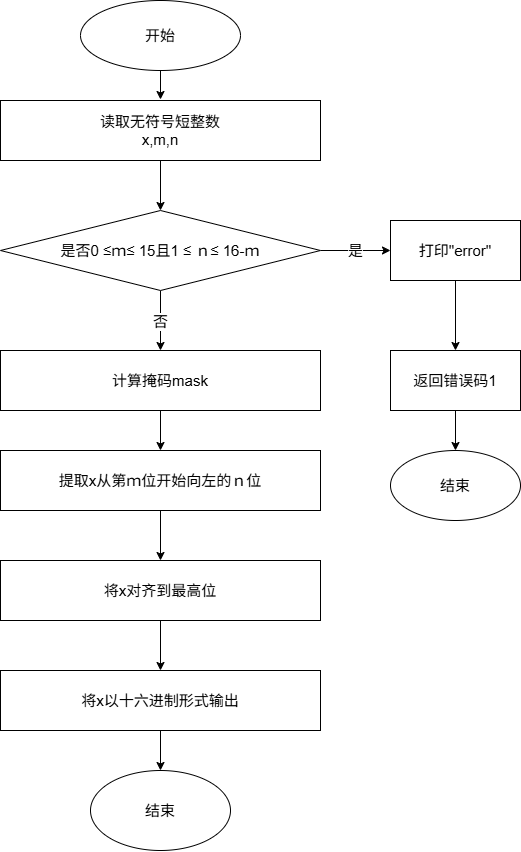 开始
读取无符号短整数
x,m,n
是否0 ≤m≤ 15且1 ≤ n ≤ 16-m
是
打印"error"
否
计算掩码mask
返回错误码1
提取x从第m位开始向左的n位
结束
将x对齐到最高位
将x以十六进制形式输出
结束